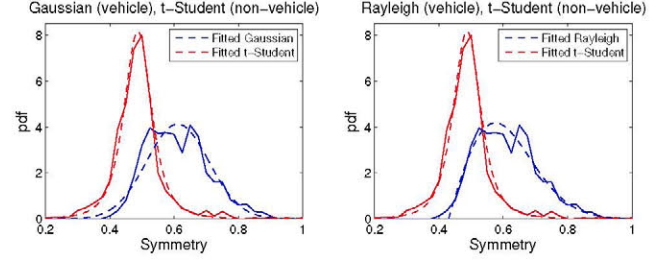 Gaussian (vehicle), t-Student (non-vehicle)
Fitted Gaussian
Fitted t-Student
pdf
8
6
4
2
0
0.2 0.4 0.6 0.8 1
Symmetry
Rayleigh (vehicle), t-Student (non-vehicle)
Fitted Rayleigh
Fitted t-Student
pdf
8
6
4
2
0
0.2 0.4 0.6 0.8 1
Symmetry